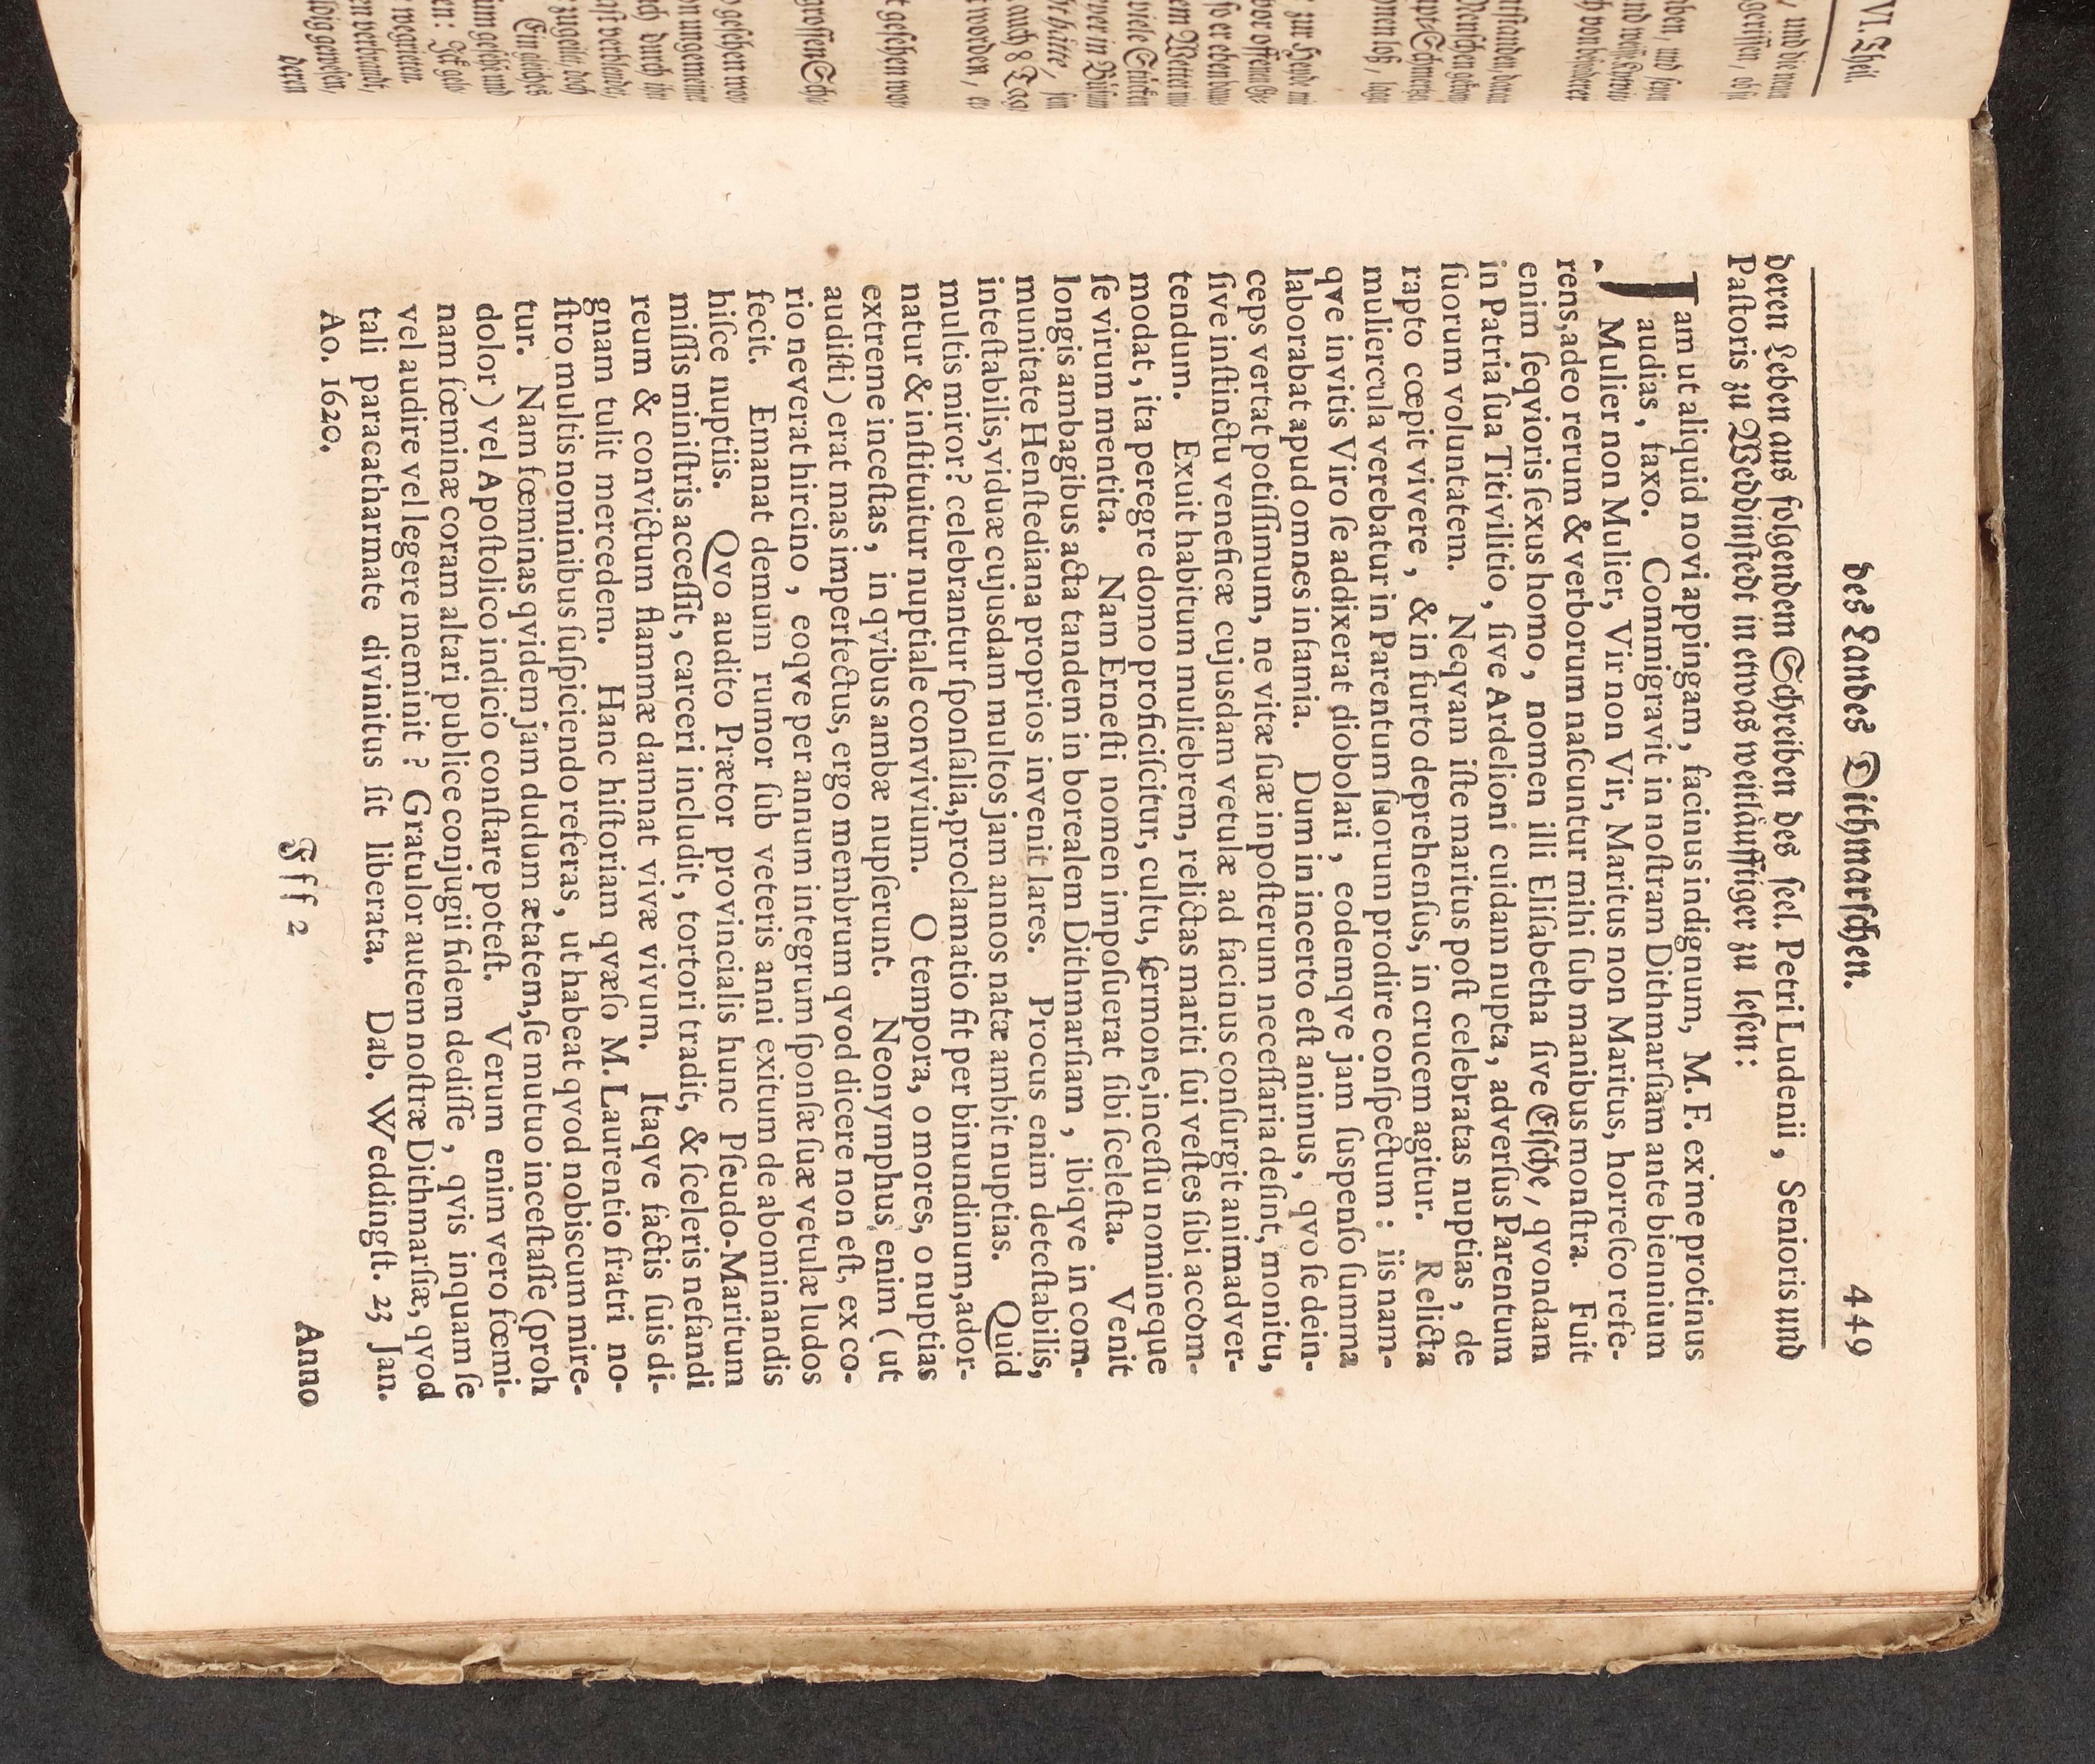 des Landes Dithmarschen. 449
deren Leben aus folgendem Schreiben des seel. Petri Ludenii, Senioris und
Paſtoris zu Weddinstedt in etwas weitläufftiger zu lesen:
Jam ut aliquid novi appingam, facinus indignum, M. F. ex me protinus
audias, faxo. Commigravit in noſtram Dithmarſiam ante biennium
Mulier non Mulier, Vir non Vir, Maritus non Maritus, horreſco refe-
rens, adeo rerum & verborum naſcuntur mihi ſub manibus monſtra. Fuit
enim ſeqvioris ſexus homo, nomen illi Eliſabetha ſive Elſche, qvondam
in Patria ſua Titivilitio, ſive Ardelioni cuidam nupta, adverſus Parentum
ſuorum voluntatem. Neqvam iſte maritus poſt celebratas nuptias, de
rapto cœpit vivere, & in furto deprehenſus, in crucem agitur. Relicta
muliercula verebatur in Parentum ſuorum prodire conſpectum: iis nam-
qve invitis Viro ſe addixerat diobolari, eodemqve jam ſuspenſo ſumma
laborabat apud omnes infamia. Dum in incerto eſt animus, qvo ſe dein-
ceps vertat potiſſimum, ne vitæ ſuæ inpoſterum neceſſaria deſint, monitu,
ſive inſtinctu veneficæ cujusdam vetulæ ad facinus conſurgit animadver-
tendum. Exuit habitum muliebrem, relictas mariti ſui veſtes ſibi accòm-
modat, ita peregre domo proficiſcitur, cultu, ſermone, inceſſu nomineque
ſe virum mentita. Nam Erneſti nomen impoſuerat ſibi ſceleſta. Venit
longis ambagibus acta tandem in borealem Dithmarſiam, ibiqve in com-
munitate Henſtediana proprios invenit lares. Procus enim deteſtabilis,
inteſtabilis, viduæ cujusdam multos jam annos natæ ambit nuptias. Quid
multis miror? celebrantur ſponſalia, proclamatio fit per binundinum, ador-
natur & inſtituitur nuptiale convivium. O tempora, o mores, o nuptias
extreme inceſtas, in qvibus ambæ nupſerunt. Neonymphus enim (ut
audiſti) erat mas imperfectus, ergo membrum qvod dicere non eſt, ex co-
rio neverat hircino, eoqve per annum integrum ſponſæ ſuæ vetulæ ludos
fecit. Emanat demum rumor ſub veteris anni exitum de abominandis
hiſce nuptiis. Qvo audito Prætor provincialis hunc Pſeudo-Maritum
miſſis miniſtris acceſſit, carceri includit, tortori tradit, & ſceleris nefandi
reum & convictum flammæ damnat vivæ vivum. Itaqve factis ſuis di-
gnam tulit mercedem. Hanc hiſtoriam qvæſo M. Laurentio fratri no-
ſtro multis nominibus ſuſpiciendo referas, ut habeat qvod nobiscum mire-
tur. Nam fœminas qvidem jam dudum ætatem, ſe mutuo inceſtaſſe (proh
dolor) vel Apoſtolico indicio conſtare poteſt. Verum enim vero fœmi-
nam fœminæ coram altari publice conjugii fidem dediſſe, qvis inquam ſe
vel audire vel legere meminit? Gratulor autem noſtræ Dithmarſiæ, qvod
tali paracatharmate divinitus ſit liberata. Dab. Weddingſt. 23 Jan.
Ao. 1620.
Fff 2 Anno